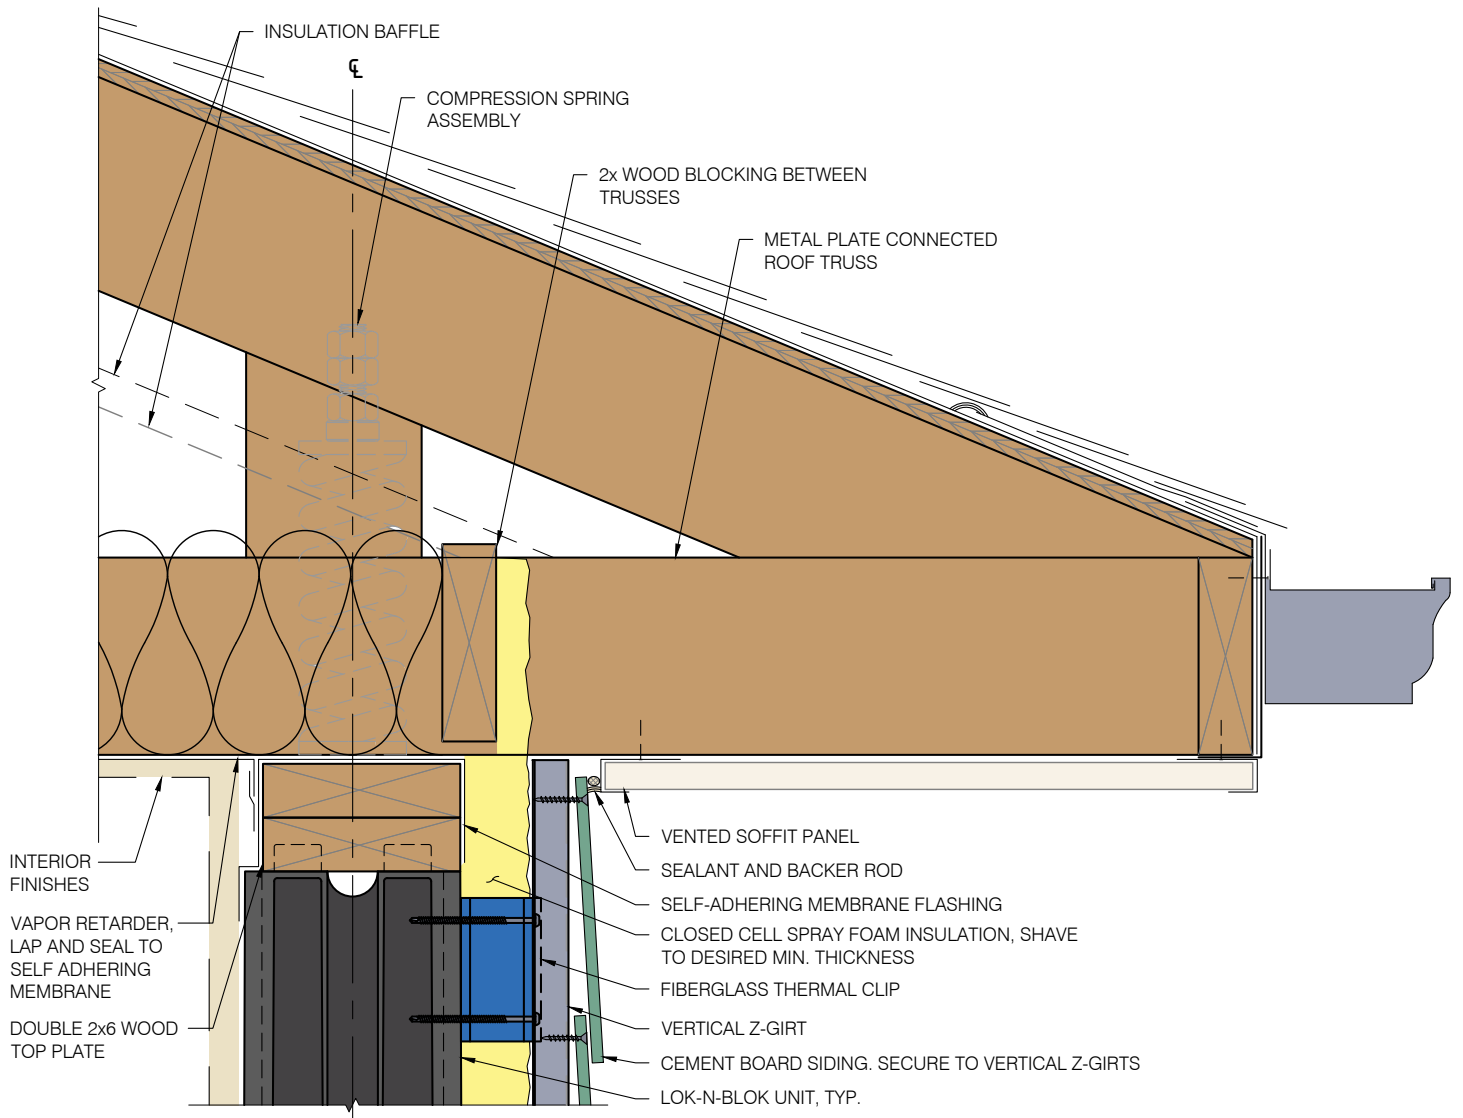 INSULATION BAFFLE
℄
COMPRESSION SPRING
ASSEMBLY
2x WOOD BLOCKING BETWEEN
TRUSSES
METAL PLATE CONNECTED
ROOF TRUSS
INTERIOR
FINISHES
VAPOR RETARDER,
LAP AND SEAL TO
SELF ADHERING
MEMBRANE
DOUBLE 2x6 WOOD
TOP PLATE
VENTED SOFFIT PANEL
SEALANT AND BACKER ROD
SELF-ADHERING MEMBRANE FLASHING
CLOSED CELL SPRAY FOAM INSULATION, SHAVE
TO DESIRED MIN. THICKNESS
FIBERGLASS THERMAL CLIP
VERTICAL Z-GIRT
CEMENT BOARD SIDING. SECURE TO VERTICAL Z-GIRTS
LOK-N-BLOK UNIT, TYP.